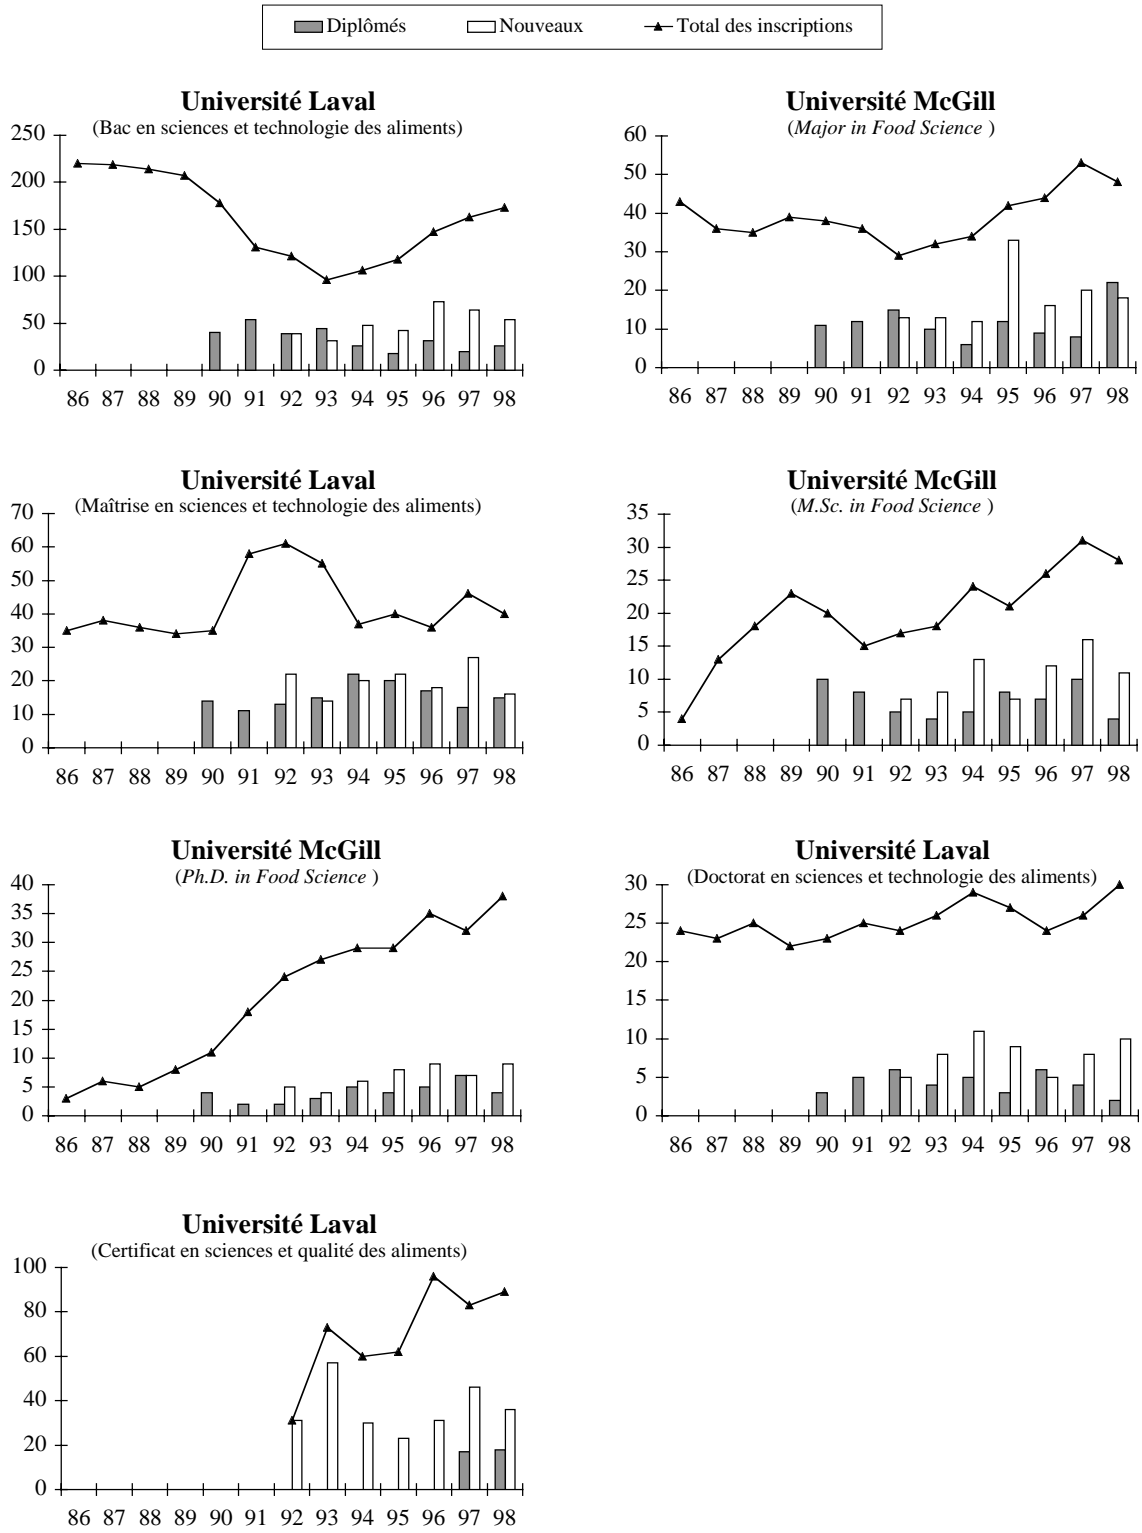 Diplômés Nouveaux Total des inscriptions
Université Laval
(Bac en sciences et technologie des aliments)
250
200
150
100
50
0
86 87 88 89 90 91 92 93 94 95 96 97 98
Université McGill
(Major in Food Science )
60
50
40
30
20
10
0
86 87 88 89 90 91 92 93 94 95 96 97 98
Université Laval
(Maîtrise en sciences et technologie des aliments)
70
60
50
40
30
20
10
0
86 87 88 89 90 91 92 93 94 95 96 97 98
Université McGill
(M.Sc. in Food Science )
35
30
25
20
15
10
5
0
86 87 88 89 90 91 92 93 94 95 96 97 98
Université McGill
(Ph.D. in Food Science )
40
35
30
25
20
15
10
5
0
86 87 88 89 90 91 92 93 94 95 96 97 98
Université Laval
(Doctorat en sciences et technologie des aliments)
30
25
20
15
10
5
0
86 87 88 89 90 91 92 93 94 95 96 97 98
Université Laval
(Certificat en sciences et qualité des aliments)
100
80
60
40
20
0
86 87 88 89 90 91 92 93 94 95 96 97 98